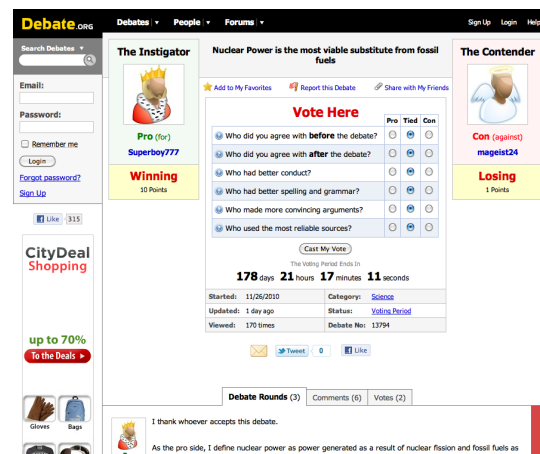 Debate.ORG
Debates | ▾ People | ▾ Forums | ▾
Sign Up Login Help
Search Debates ▾
Email:
Password:
Remember me
Login
Forgot password?
Sign Up
Like 315
CityDeal
Shopping
up to 70%
To the Deals ►
Gloves Bags
The Instigator
Pro (for)
Superboy777
Winning
10 Points
Nuclear Power is the most viable substitute from fossil
fuels
Add to My Favorites Report this Debate Share with My Friends
Vote Here
Pro Tied Con
Who did you agree with before the debate?
Who did you agree with after the debate?
Who had better conduct?
Who had better spelling and grammar?
Who made more convincing arguments?
Who used the most reliable sources?
Cast My Vote
The Voting Period Ends In
178 days 21 hours 17 minutes 11 seconds
Started: 11/26/2010 Category: Science
Updated: 1 day ago Status: Voting Period
Viewed: 170 times Debate No: 13794
Tweet 0 Like
The Contender
Con (against)
mageist24
Losing
1 Points
Debate Rounds (3) Comments (6) Votes (2)
I thank whoever accepts this debate.
As the pro side, I define nuclear power as power generated as a result of nuclear fission and fossil fuels as